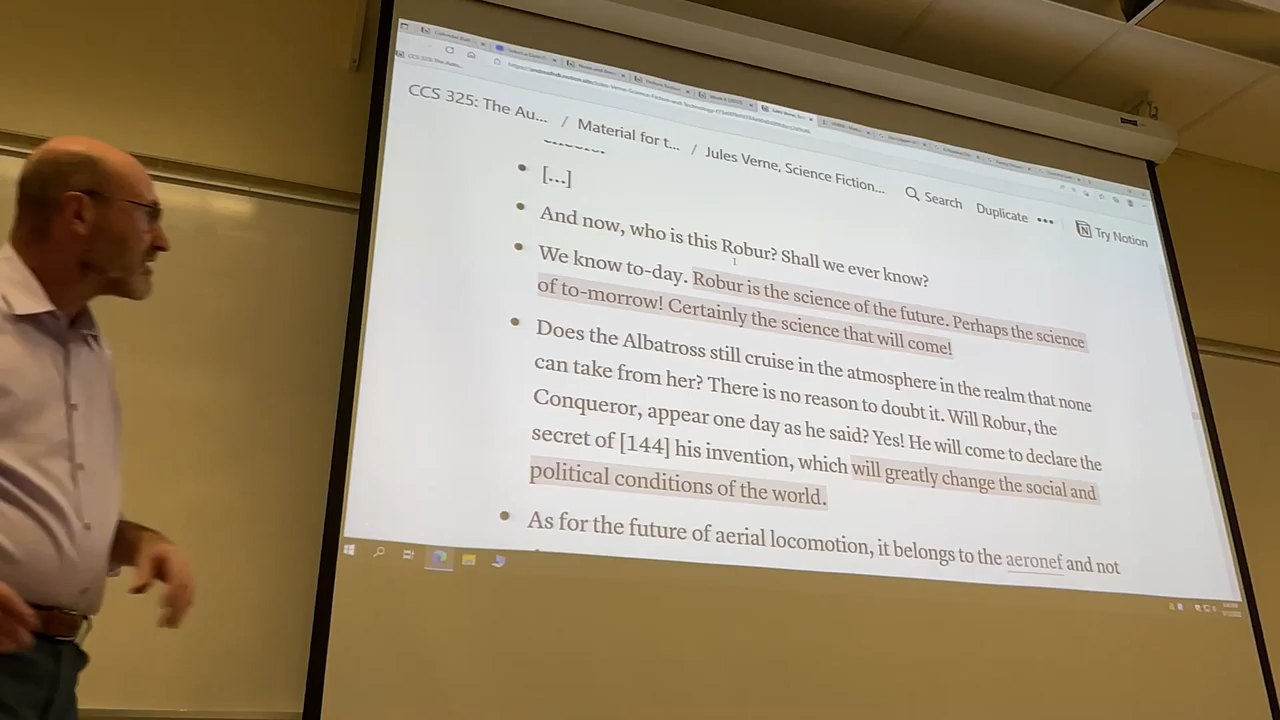 CCS 325: The Au... / Material for t... / Jules Verne, Science Fiction... Search Duplicate ••• Try Notion
• [...]
• And now, who is this Robur? Shall we ever know?
• We know to-day. Robur is the science of the future. Perhaps the science
of to-morrow! Certainly the science that will come!
• Does the Albatross still cruise in the atmosphere in the realm that none
can take from her? There is no reason to doubt it. Will Robur, the
Conqueror, appear one day as he said? Yes! He will come to declare the
secret of [144] his invention, which will greatly change the social and
political conditions of the world.
• As for the future of aerial locomotion, it belongs to the aeronef and not